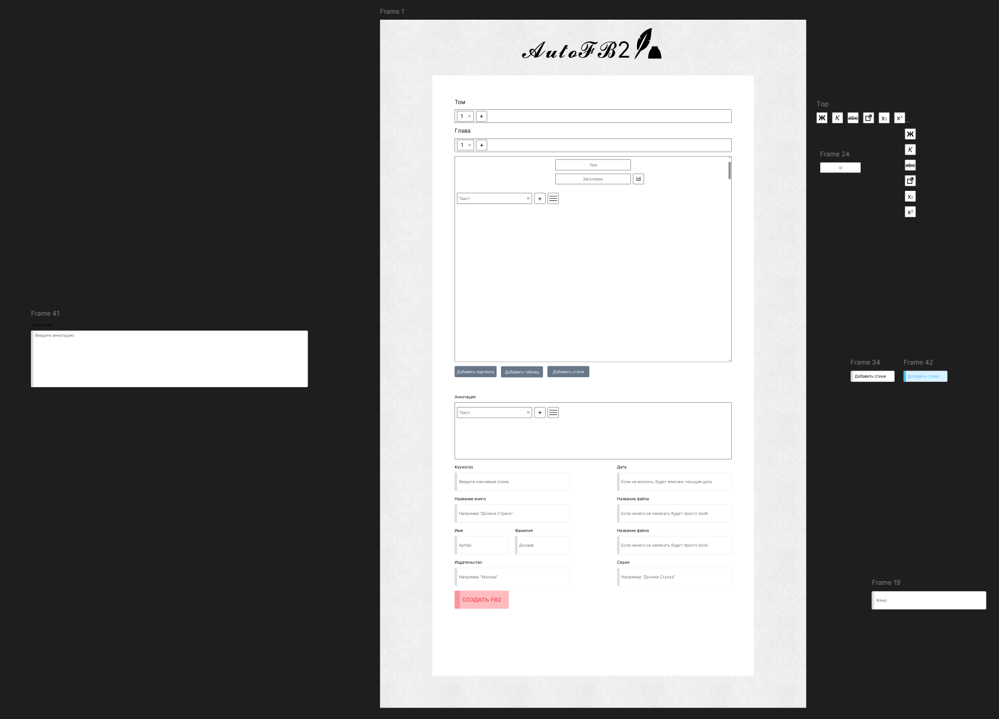 Frame 1
AutoFB2
Том
1 × +
Глава
1 × +
Том
Заголовок id
Текст × +
Добавить картинку Добавить таблиц Добавить стихи
Аннотация
Текст × +
Keywords Дата
Введите ключевые слова Если не вписать, будет вписано текущая дата
Название книги Название файла
Например "Долина Страха" Если ничего не написать будет просто book
Имя Фамилия Название файла
Артём Досаев Если ничего не написать будет просто book
Издательство Серия
Например "Москва" Например "Долина Страха"
СОЗДАТЬ FB2
Frame 41
Аннотация
Введите аннотацию
Top
Ж К abc x₂ x² ...
Ж
К
abc
x₂
x²
Frame 24
id
Frame 34 Frame 42
Добавить стихи Добавить стихи
Frame 19
Жанр